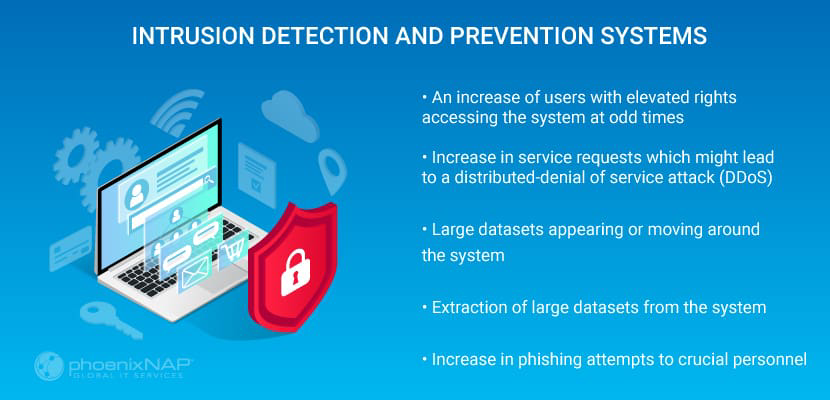 INTRUSION DETECTION AND PREVENTION SYSTEMS
• An increase of users with elevated rights
accessing the system at odd times
• Increase in service requests which might lead
to a distributed-denial of service attack (DDoS)
• Large datasets appearing or moving around
the system
• Extraction of large datasets from the system
• Increase in phishing attempts to crucial personnel
phoenixNAP
GLOBAL IT SERVICES